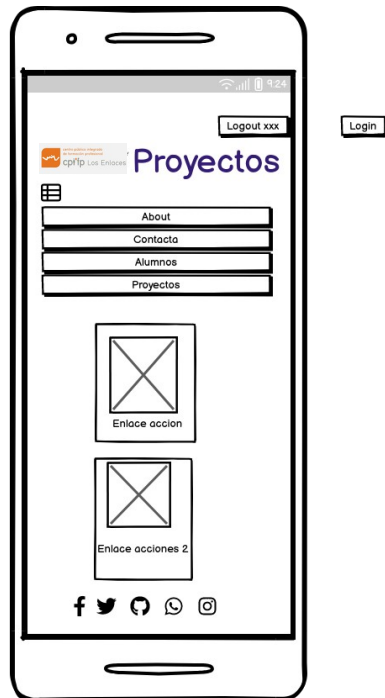 9:24
Logout xxx
Login
cpifp Los Enlaces
Proyectos
About
Contacta
Alumnos
Proyectos
Enlace accion
Enlace acciones 2